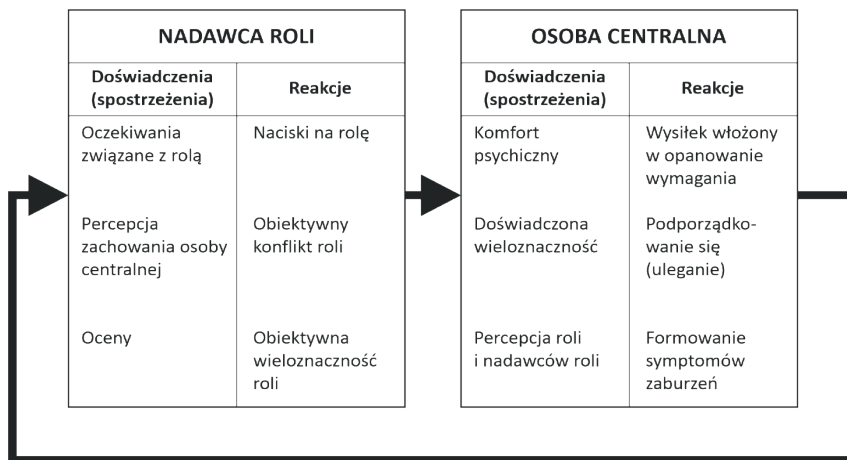 NADAWCA ROLI
Doświadczenia
(spostrzeżenia)
Reakcje
Oczekiwania
związane z rolą
Naciski na rolę
Percepcja
zachowania osoby
centralnej
Obiektywny
konflikt roli
Oceny
Obiektywna
wieloznaczność
roli
OSOBA CENTRALNA
Doświadczenia
(spostrzeżenia)
Reakcje
Komfort
psychiczny
Wysiłek włożony
w opanowanie
wymagania
Doświadczona
wieloznaczność
Podporządko-
wanie się
(uleganie)
Percepcja roli
i nadawców roli
Formowanie
symptomów
zaburzeń